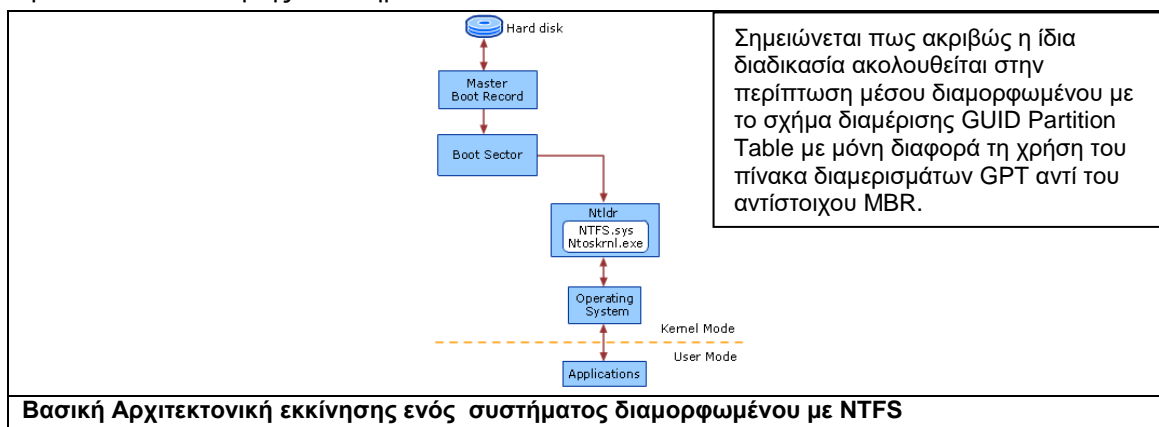 Hard disk
Master
Boot Record
Boot Sector
Ntldr
NTFS.sys
Ntoskrnl.exe
Operating
System
Kernel Mode
User Mode
Applications
Σημειώνεται πως ακριβώς η ίδια
διαδικασία ακολουθείται στην
περίπτωση μέσου διαμορφωμένου με
το σχήμα διαμέρισης GUID Partition
Table με μόνη διαφορά τη χρήση του
πίνακα διαμερισμάτων GPT αντί του
αντίστοιχου MBR.
Βασική Αρχιτεκτονική εκκίνησης ενός συστήματος διαμορφωμένου με NTFS